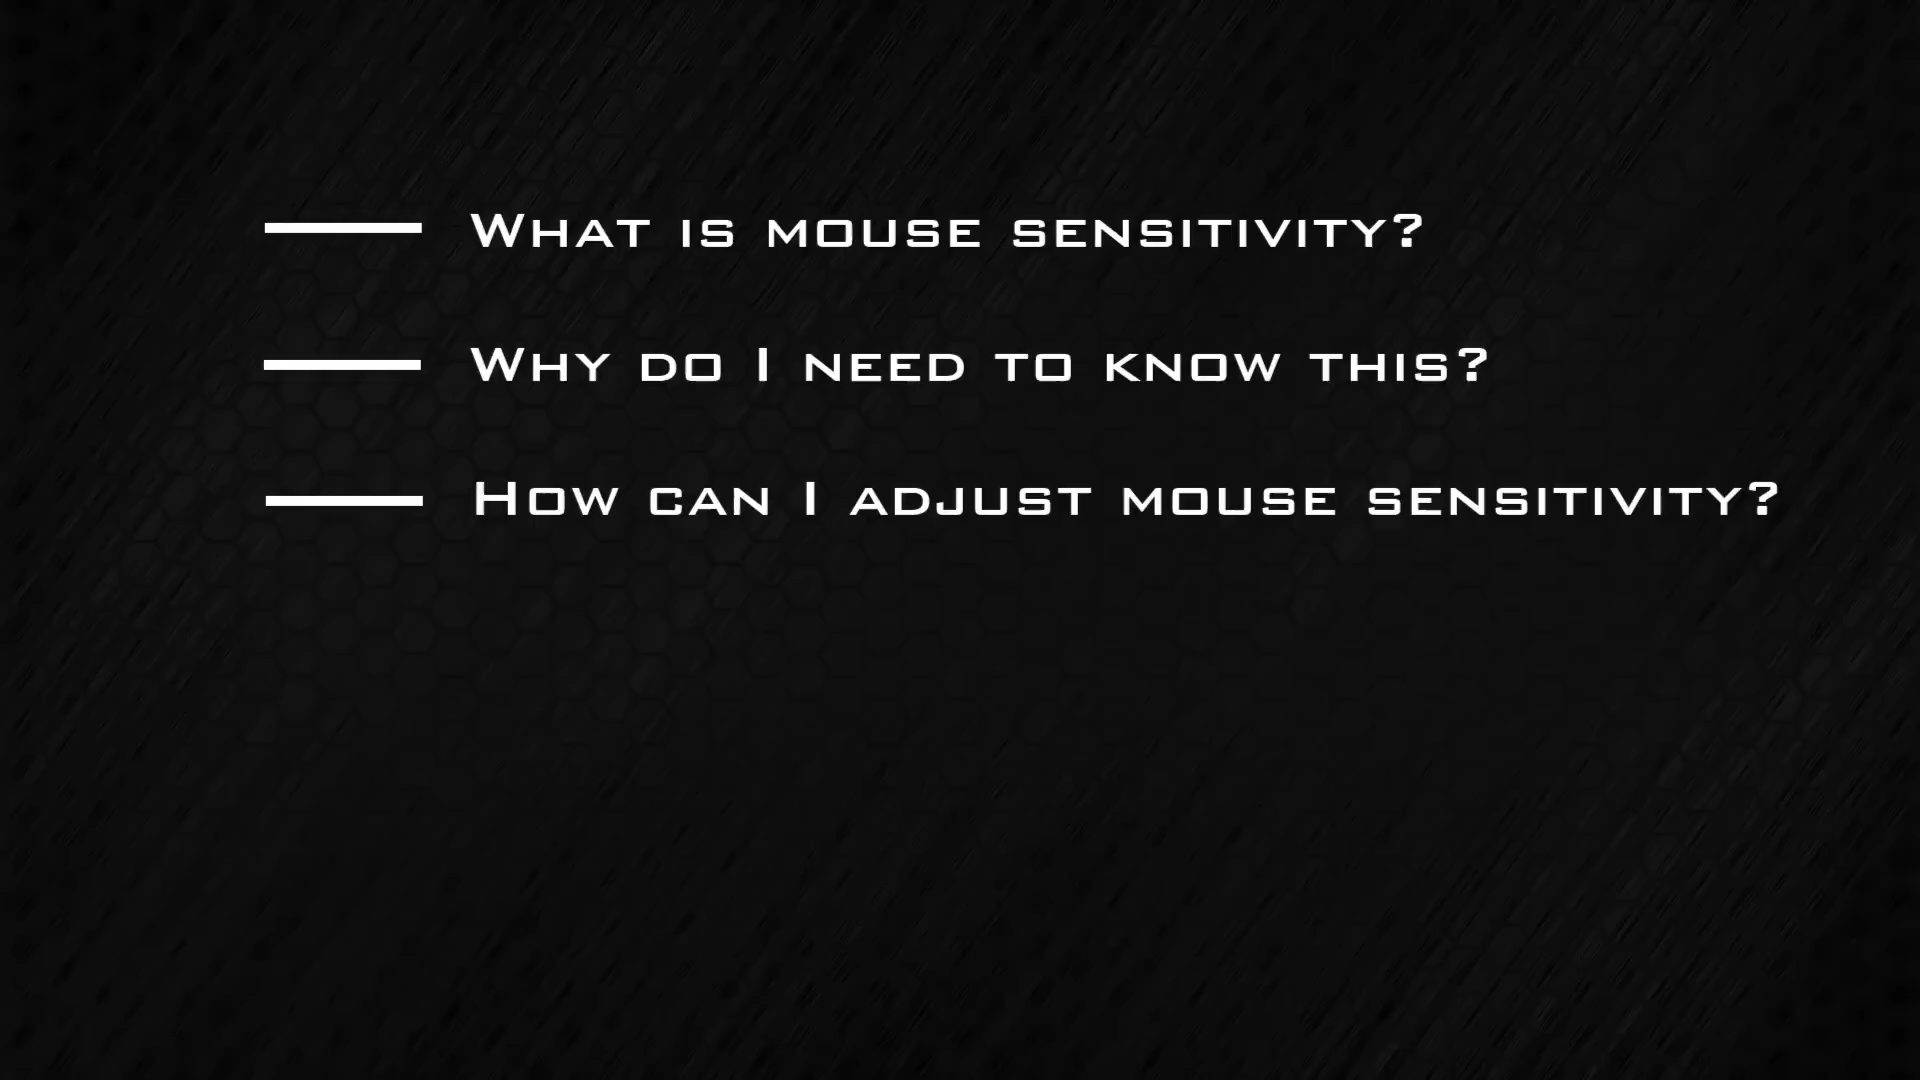 What is mouse sensitivity?
Why do I need to know this?
How can I adjust mouse sensitivity?